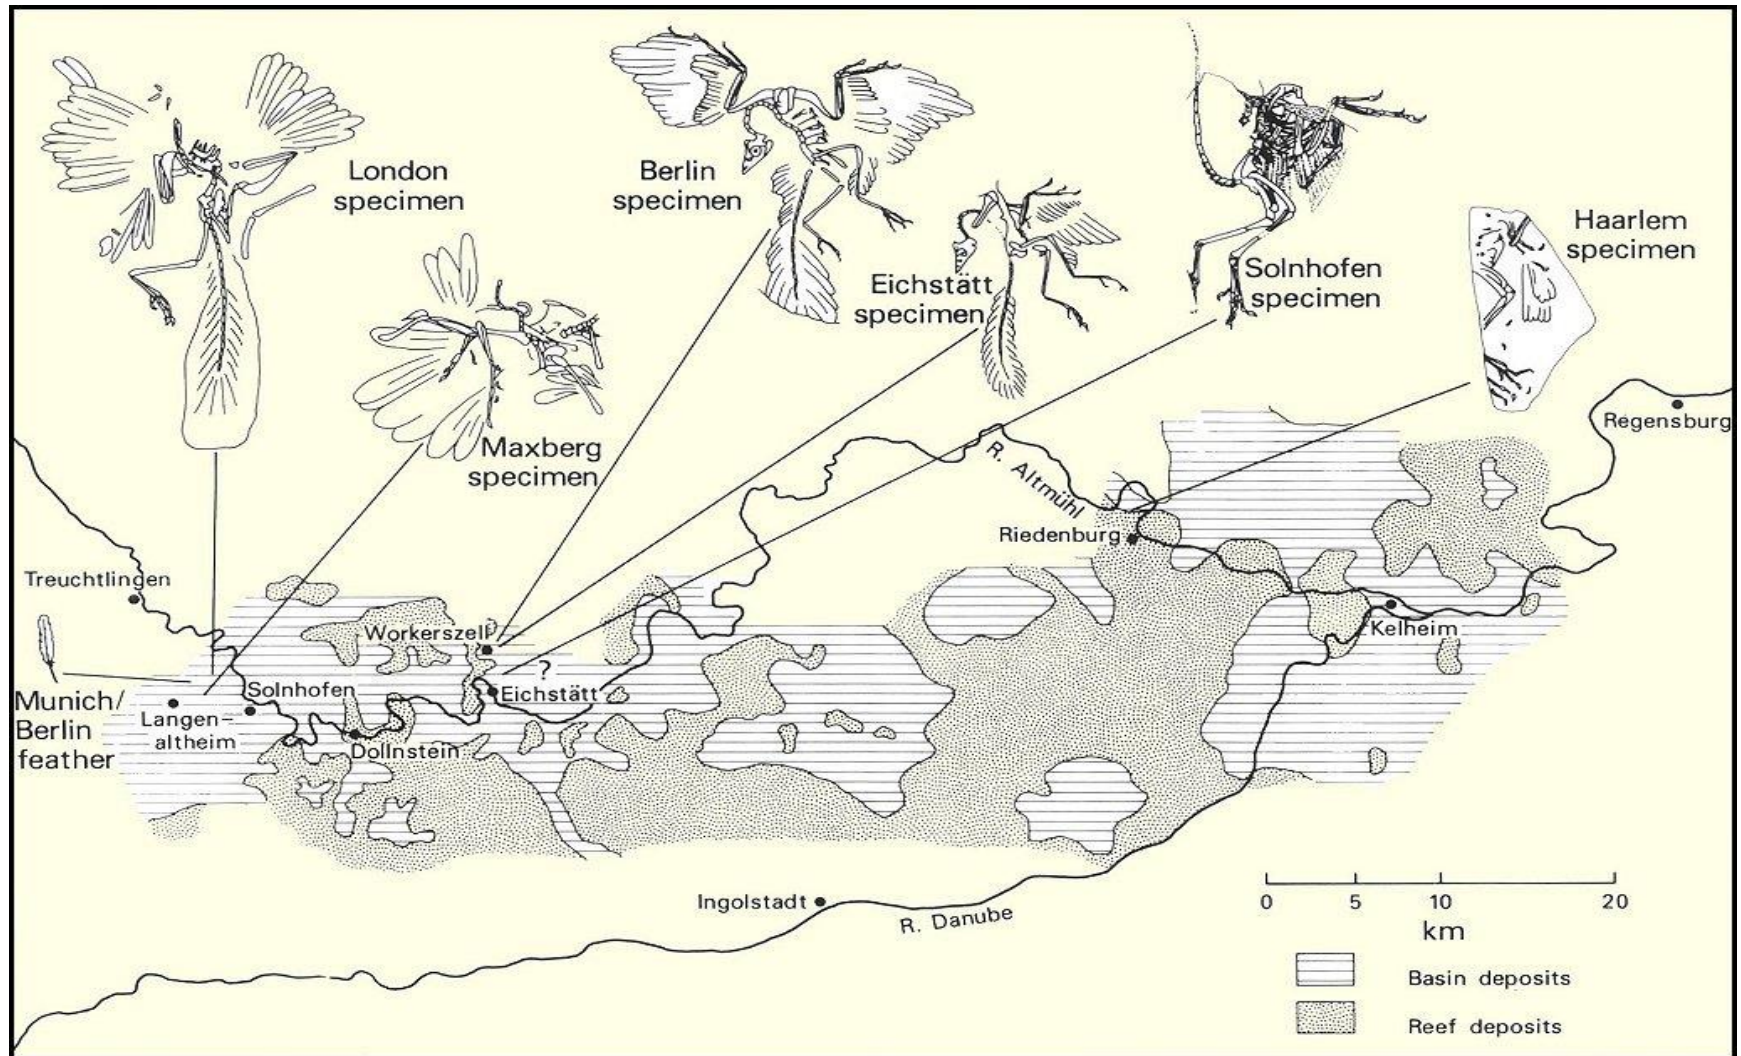 London
specimen
Berlin
specimen
Eichstätt
specimen
Solnhofen
specimen
Haarlem
specimen
Maxberg
specimen
Regensburg
R. Altmühl
Riedenburg
Treuchtlingen
Workerszell
Kelheim
?
Eichstätt
Solnhofen
Munich/
Berlin
feather
Langen-
altheim
Dollnstein
Ingolstadt
R. Danube
0 5 10 20
km
Basin deposits
Reef deposits